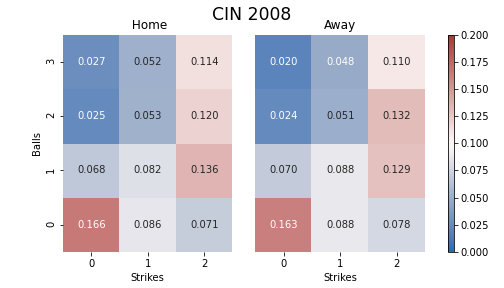 CIN 2008
Home
Away
3
0.027 0.052 0.114
0.020 0.048 0.110
2
0.025 0.053 0.120
0.024 0.051 0.132
Balls
1
0.068 0.082 0.136
0.070 0.088 0.129
0
0.166 0.086 0.071
0.163 0.088 0.078
0 1 2
Strikes
0 1 2
Strikes
0.200
0.175
0.150
0.125
0.100
0.075
0.050
0.025
0.000